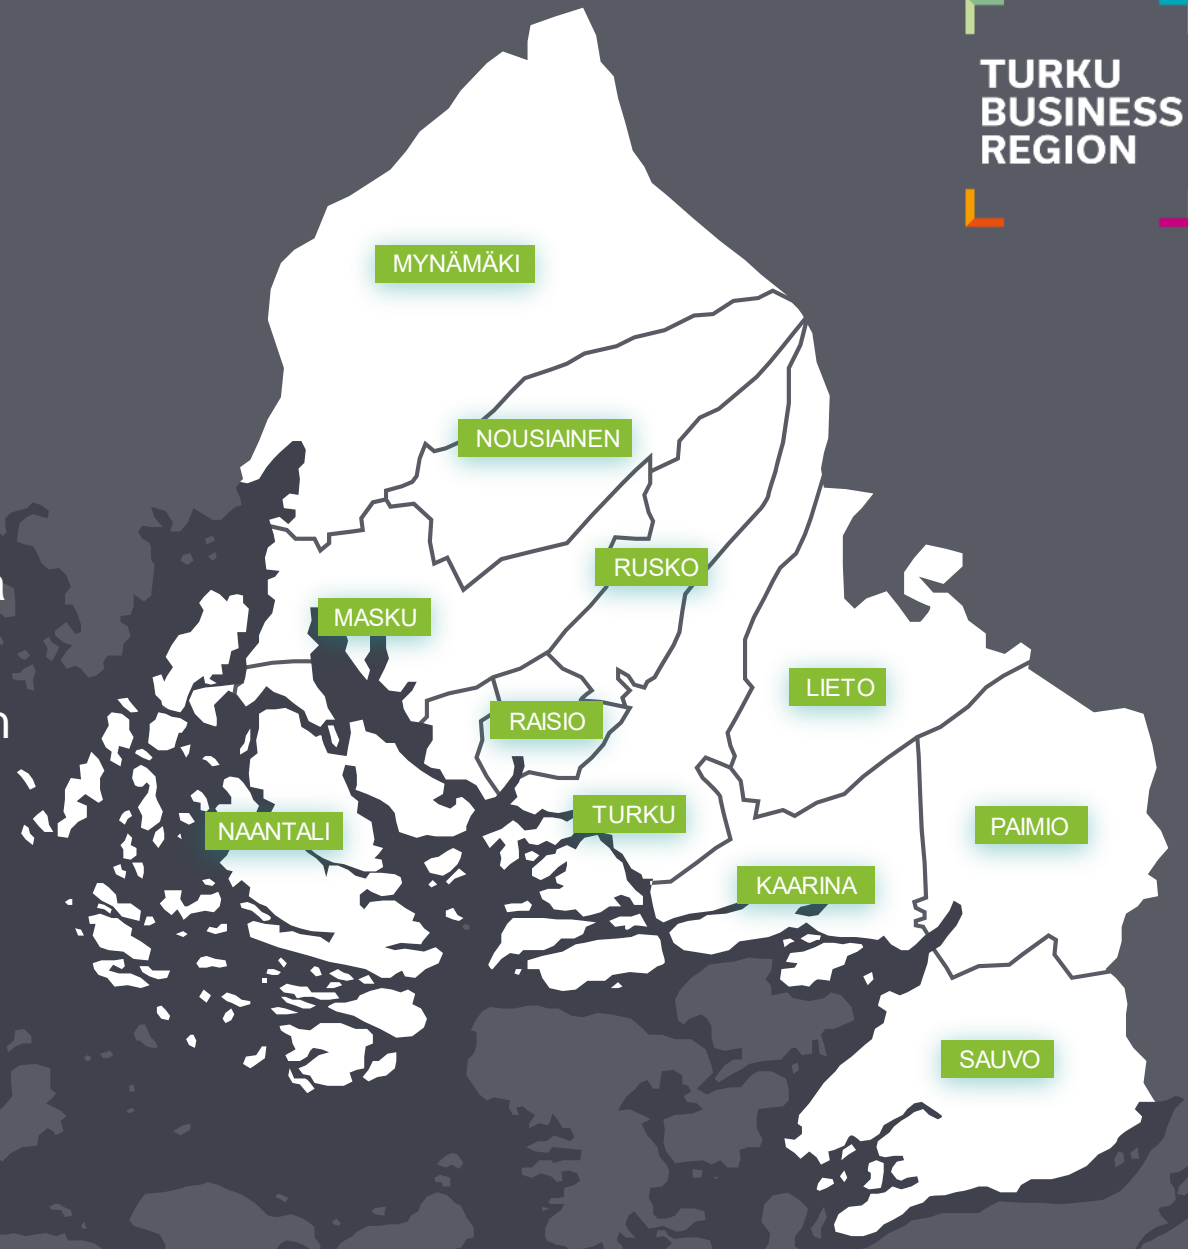 TURKU
BUSINESS
REGION
MYNÄMÄKI
NOUSIAINEN
RUSKO
MASKU
LIETO
RAISIO
TURKU
PAIMIO
NAANTALI
KAARINA
SAUVO